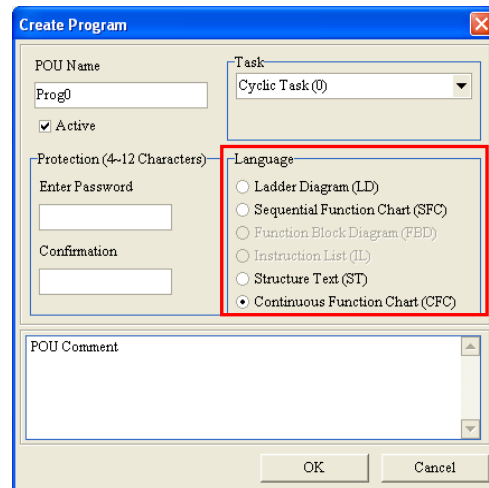 Create Program
POU Name
Prog0
Active
Task
Cyclic Task (0)
Protection (4~12 Characters)
Enter Password
Confirmation
Language
Ladder Diagram (LD)
Sequential Function Chart (SFC)
Function Block Diagram (FBD)
Instruction List (IL)
Structure Text (ST)
Continuous Function Chart (CFC)
POU Comment
OK
Cancel